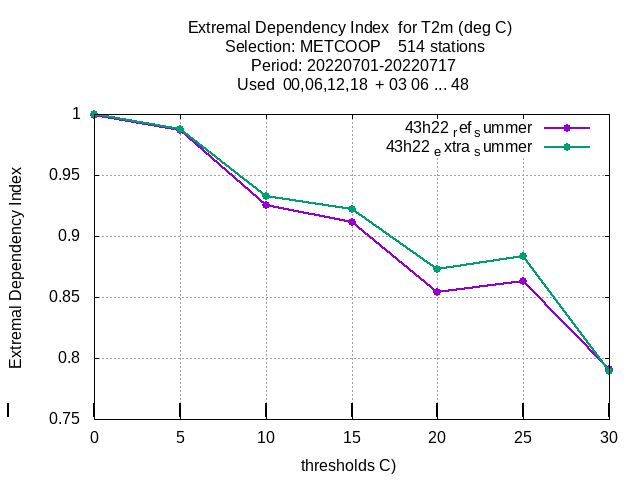 Extremal Dependency Index  for T2m (deg C)
Selection: METCOOP    514 stations
Period: 20220701-20220717
Used  00,06,12,18  + 03 06 ... 48
43h22 ref summer
43h22 extra summer
1
0.95
0.9
0.85
0.8
0.75
Extremal Dependency Index
0 5 10 15 20 25 30
thresholds C)